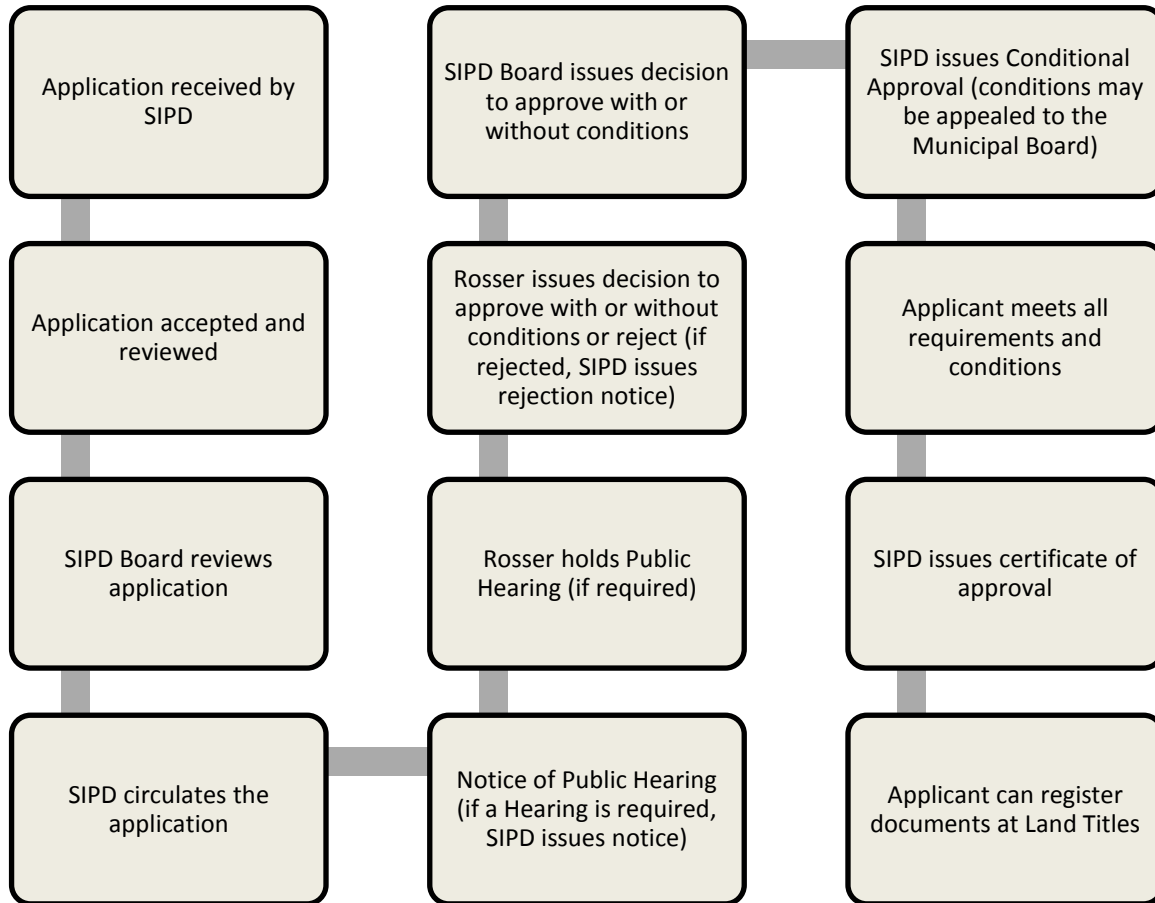 Application received by
SIPD
Application accepted and
reviewed
SIPD Board reviews
application
SIPD circulates the
application
Notice of Public Hearing
(if a Hearing is required,
SIPD issues notice)
Rosser holds Public
Hearing (if required)
Rosser issues decision to
approve with or without
conditions or reject (if
rejected, SIPD issues
rejection notice)
SIPD Board issues decision
to approve with or
without conditions
SIPD issues Conditional
Approval (conditions may
be appealed to the
Municipal Board)
Applicant meets all
requirements and
conditions
SIPD issues certificate of
approval
Applicant can register
documents at Land Titles